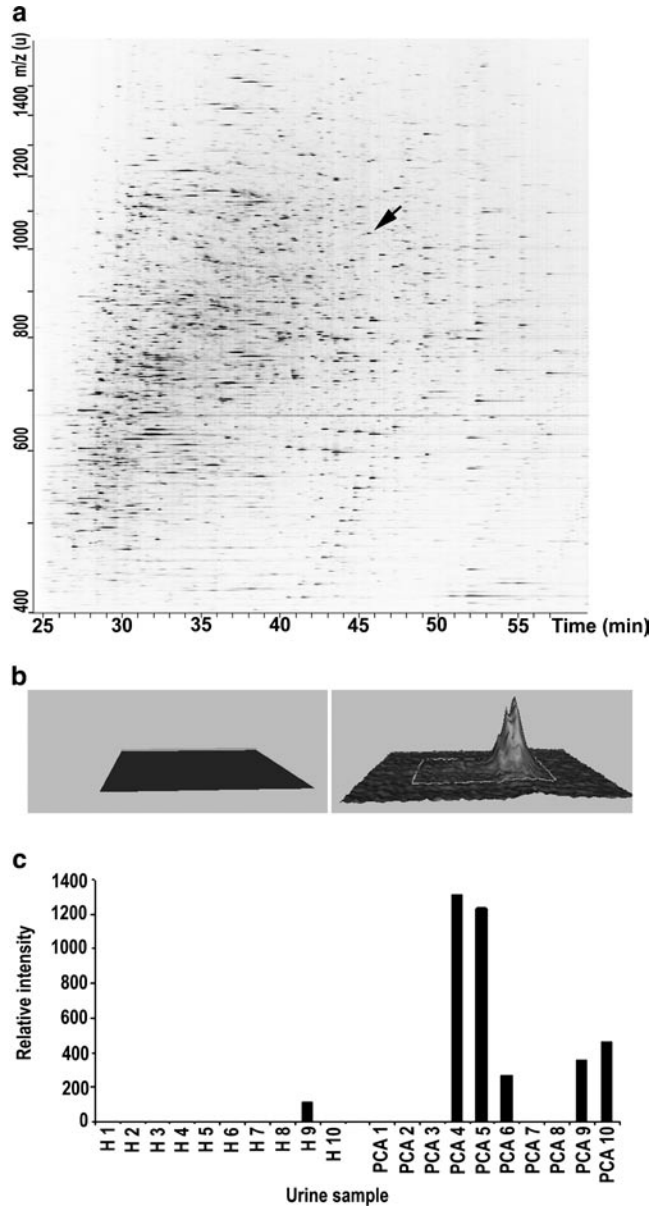 a
m/z (u)
1400
1200
1000
800
600
400
25 30 35 40 45 50 55 Time (min)
b
c
Relative intensity
1400
1200
1000
800
600
400
200
0
H 1 H 2 H 3 H 4 H 5 H 6 H 7 H 8 H 9 H 10 PCA 1 PCA 2 PCA 3 PCA 4 PCA 5 PCA 6 PCA 7 PCA 8 PCA 9 PCA 10
Urine sample